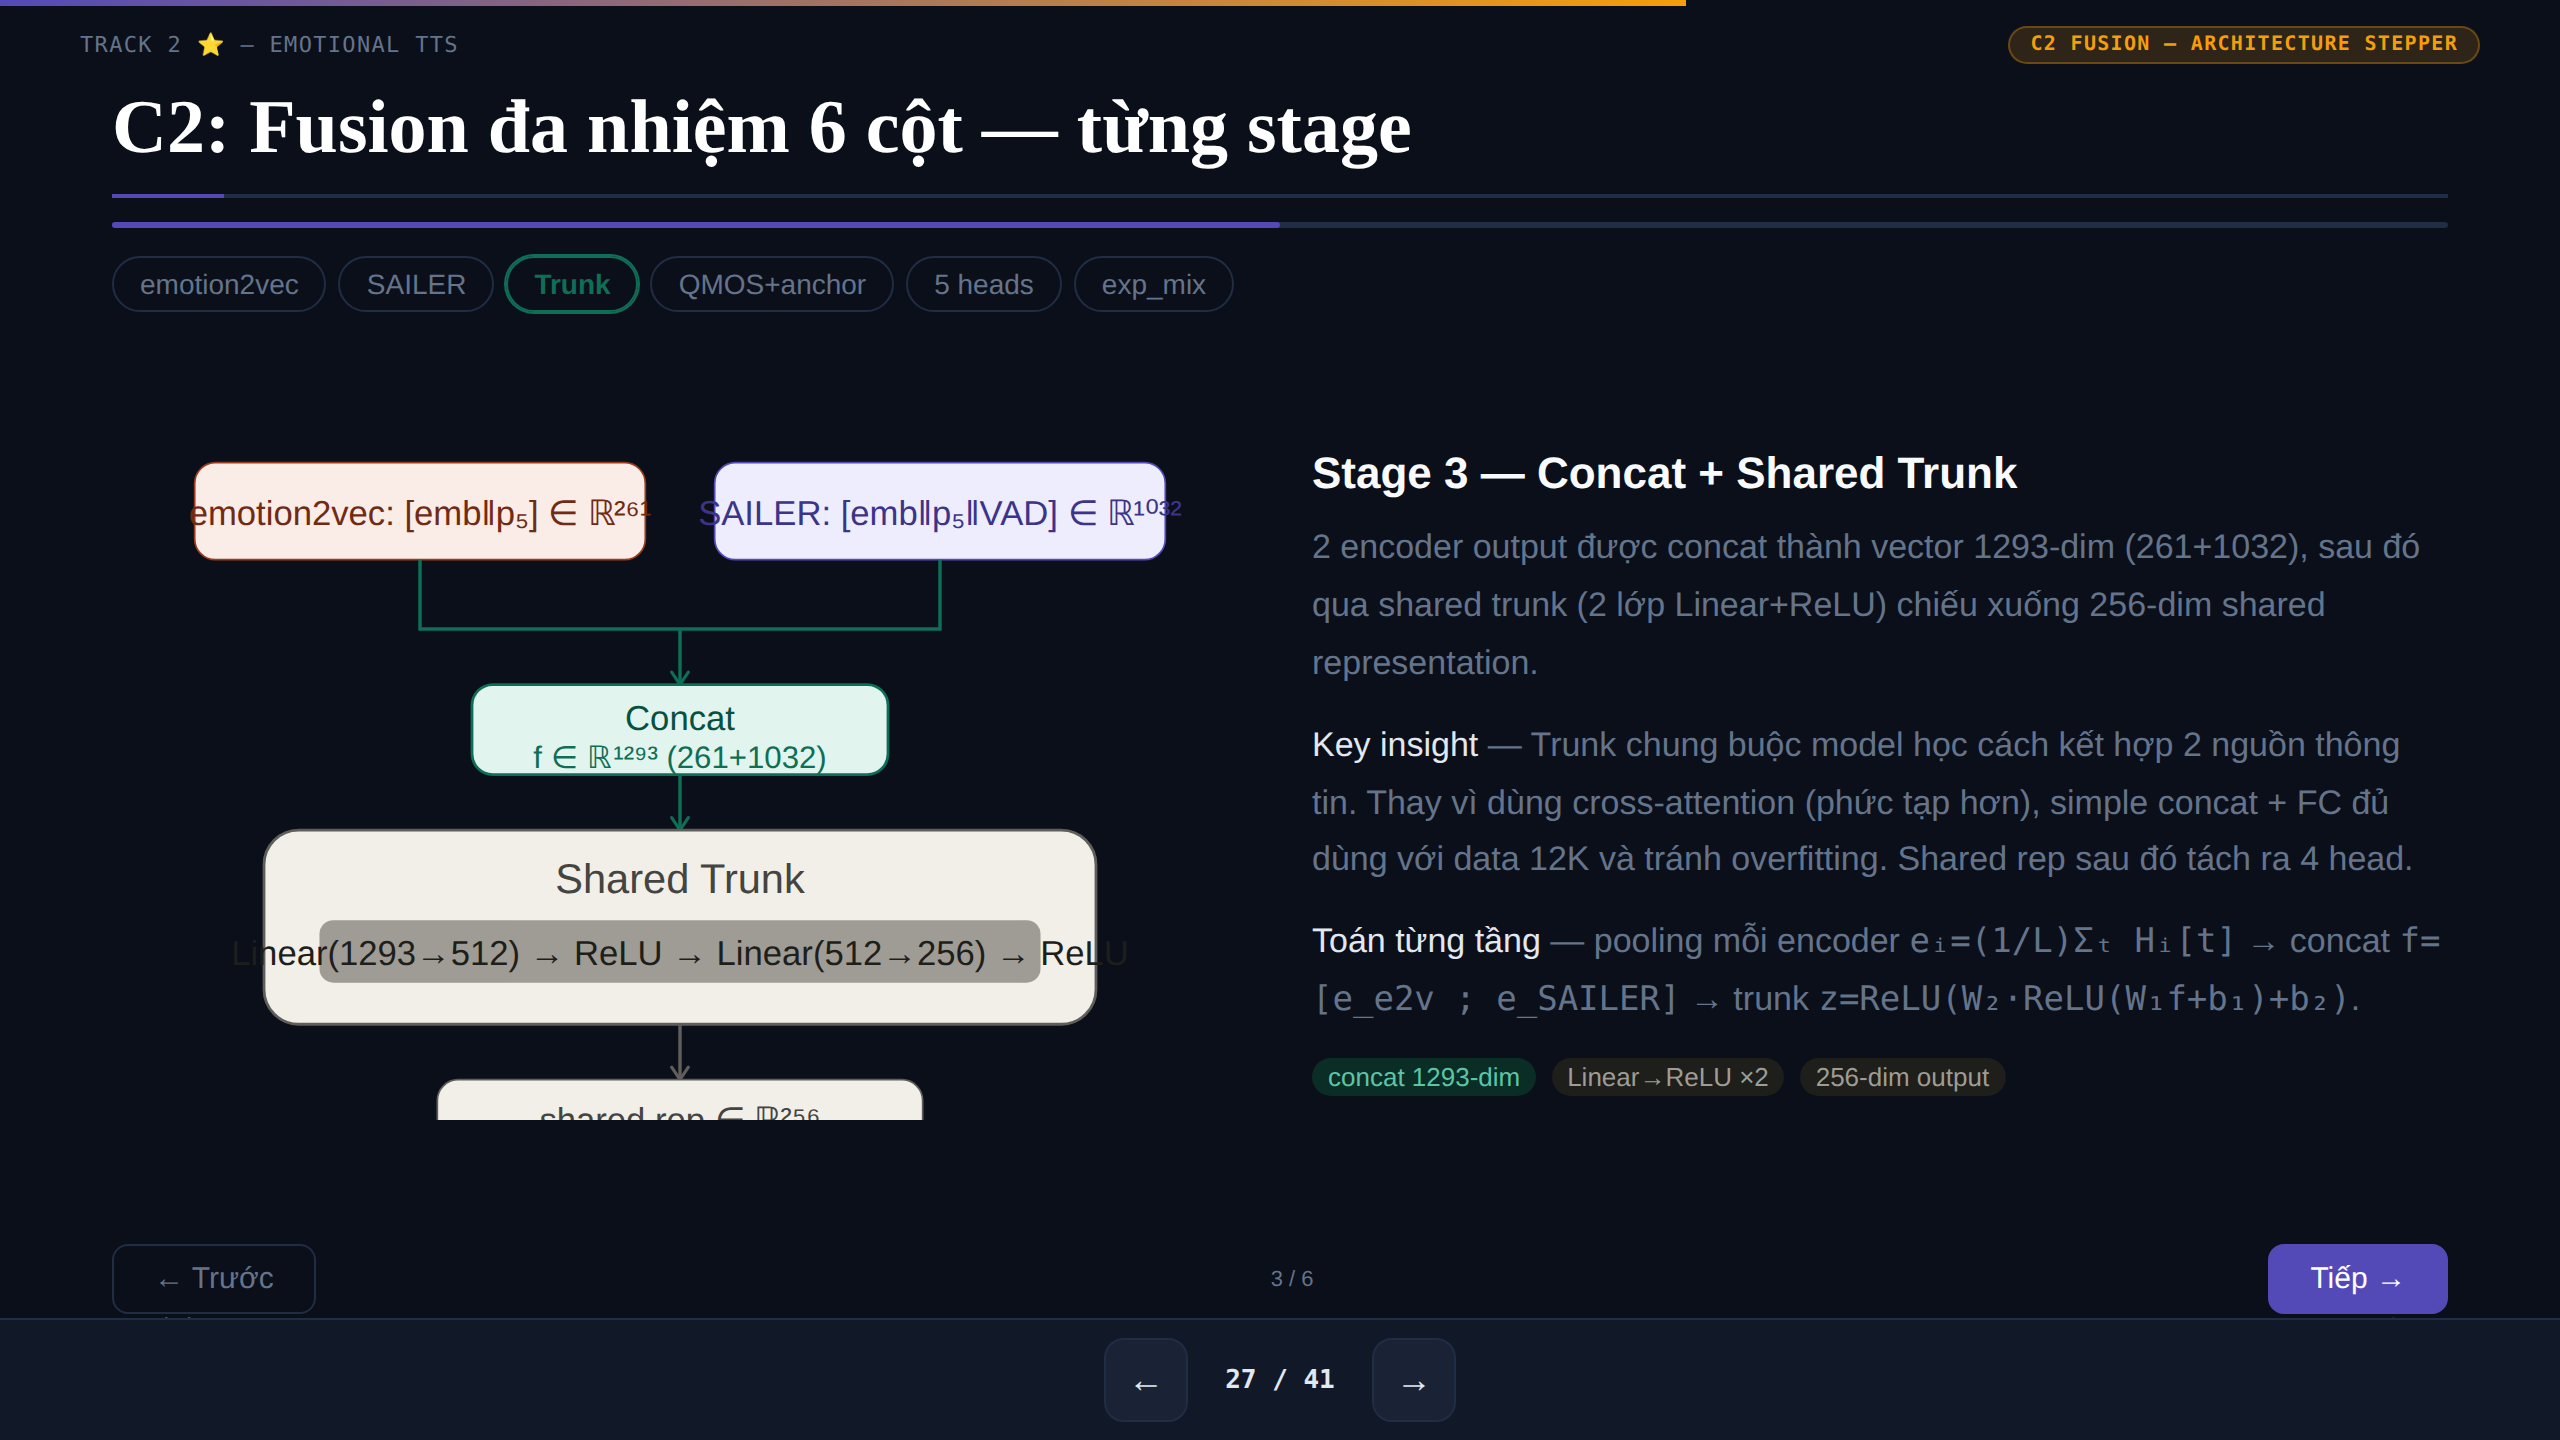 TRACK 2 ⭐ — EMOTIONAL TTS
C2 FUSION — ARCHITECTURE STEPPER
C2: Fusion đa nhiệm 6 cột — từng stage
emotion2vec
SAILER
Trunk
QMOS+anchor
5 heads
exp_mix
emotion2vec: [emb‖p₅] ∈ ℝ²⁶¹
SAILER: [emb‖p₅‖VAD] ∈ ℝ¹⁰³²
Concat
f ∈ ℝ¹²⁹³ (261+1032)
Shared Trunk
Linear(1293→512) → ReLU → Linear(512→256) → ReLU
shared rep ∈ ℝ²⁵⁶
Stage 3 — Concat + Shared Trunk
2 encoder output được concat thành vector 1293-dim (261+1032), sau đó
qua shared trunk (2 lớp Linear+ReLU) chiếu xuống 256-dim shared
representation.
Key insight — Trunk chung buộc model học cách kết hợp 2 nguồn thông
tin. Thay vì dùng cross-attention (phức tạp hơn), simple concat + FC đủ
dùng với data 12K và tránh overfitting. Shared rep sau đó tách ra 4 head.
Toán từng tầng — pooling mỗi encoder eᵢ=(1/L)Σₜ Hᵢ[t] → concat f=
[e_e2v ; e_SAILER] → trunk z=ReLU(W₂·ReLU(W₁f+b₁)+b₂).
concat 1293-dim
Linear→ReLU ×2
256-dim output
← Trước
3 / 6
Tiếp →
←
27 / 41
→